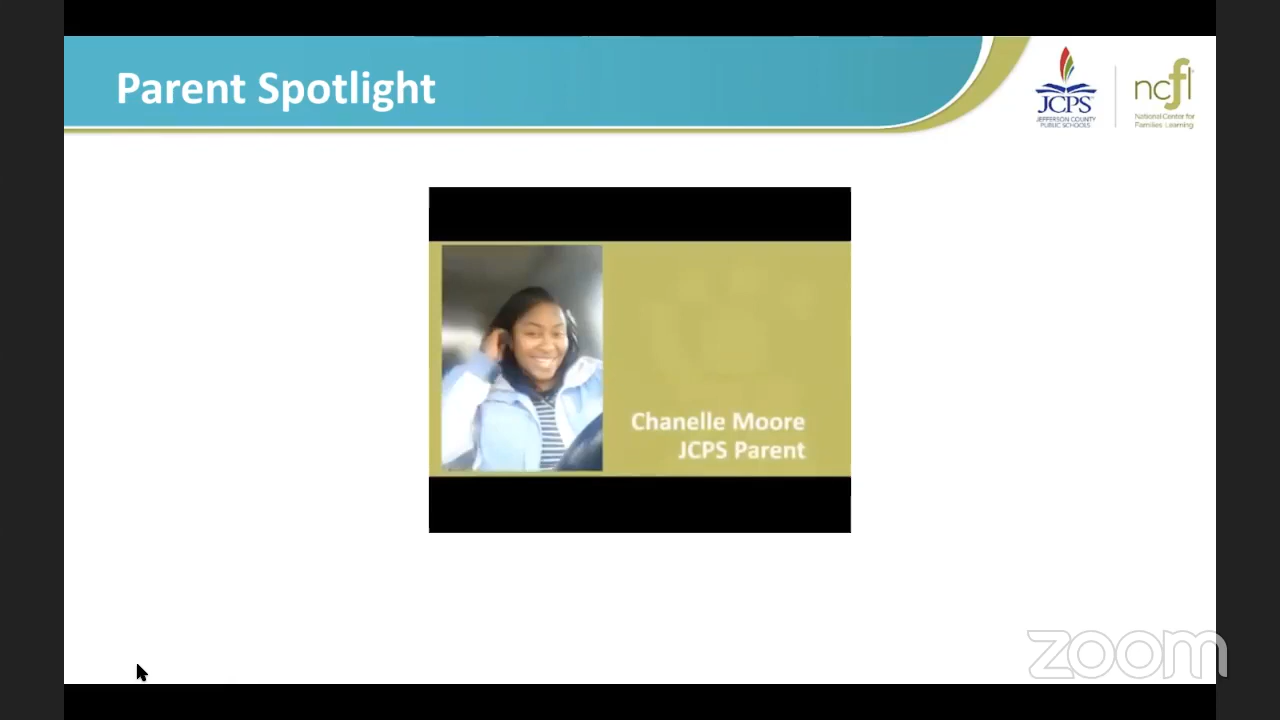 Parent Spotlight
JCPS
JEFFERSON COUNTY
PUBLIC SCHOOLS
ncfl
National Center for
Families Learning
Chanelle Moore
JCPS Parent
zoom